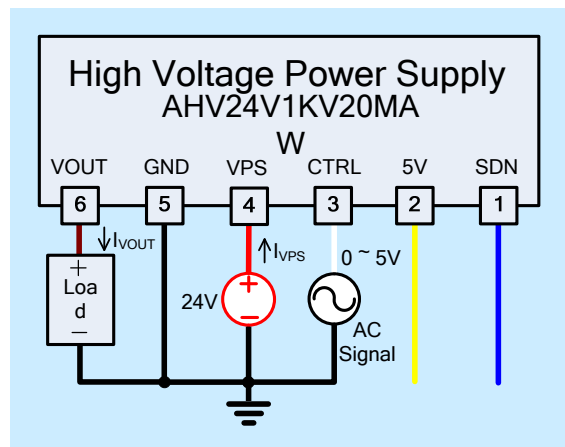 High Voltage Power Supply
AHV24V1KV20MA
W
VOUT GND VPS CTRL 5V SDN
6 5 4 3 2 1
IVOUT
IVPS
0 ~ 5V
+
Loa
d
−
24V
+
−
AC
Signal